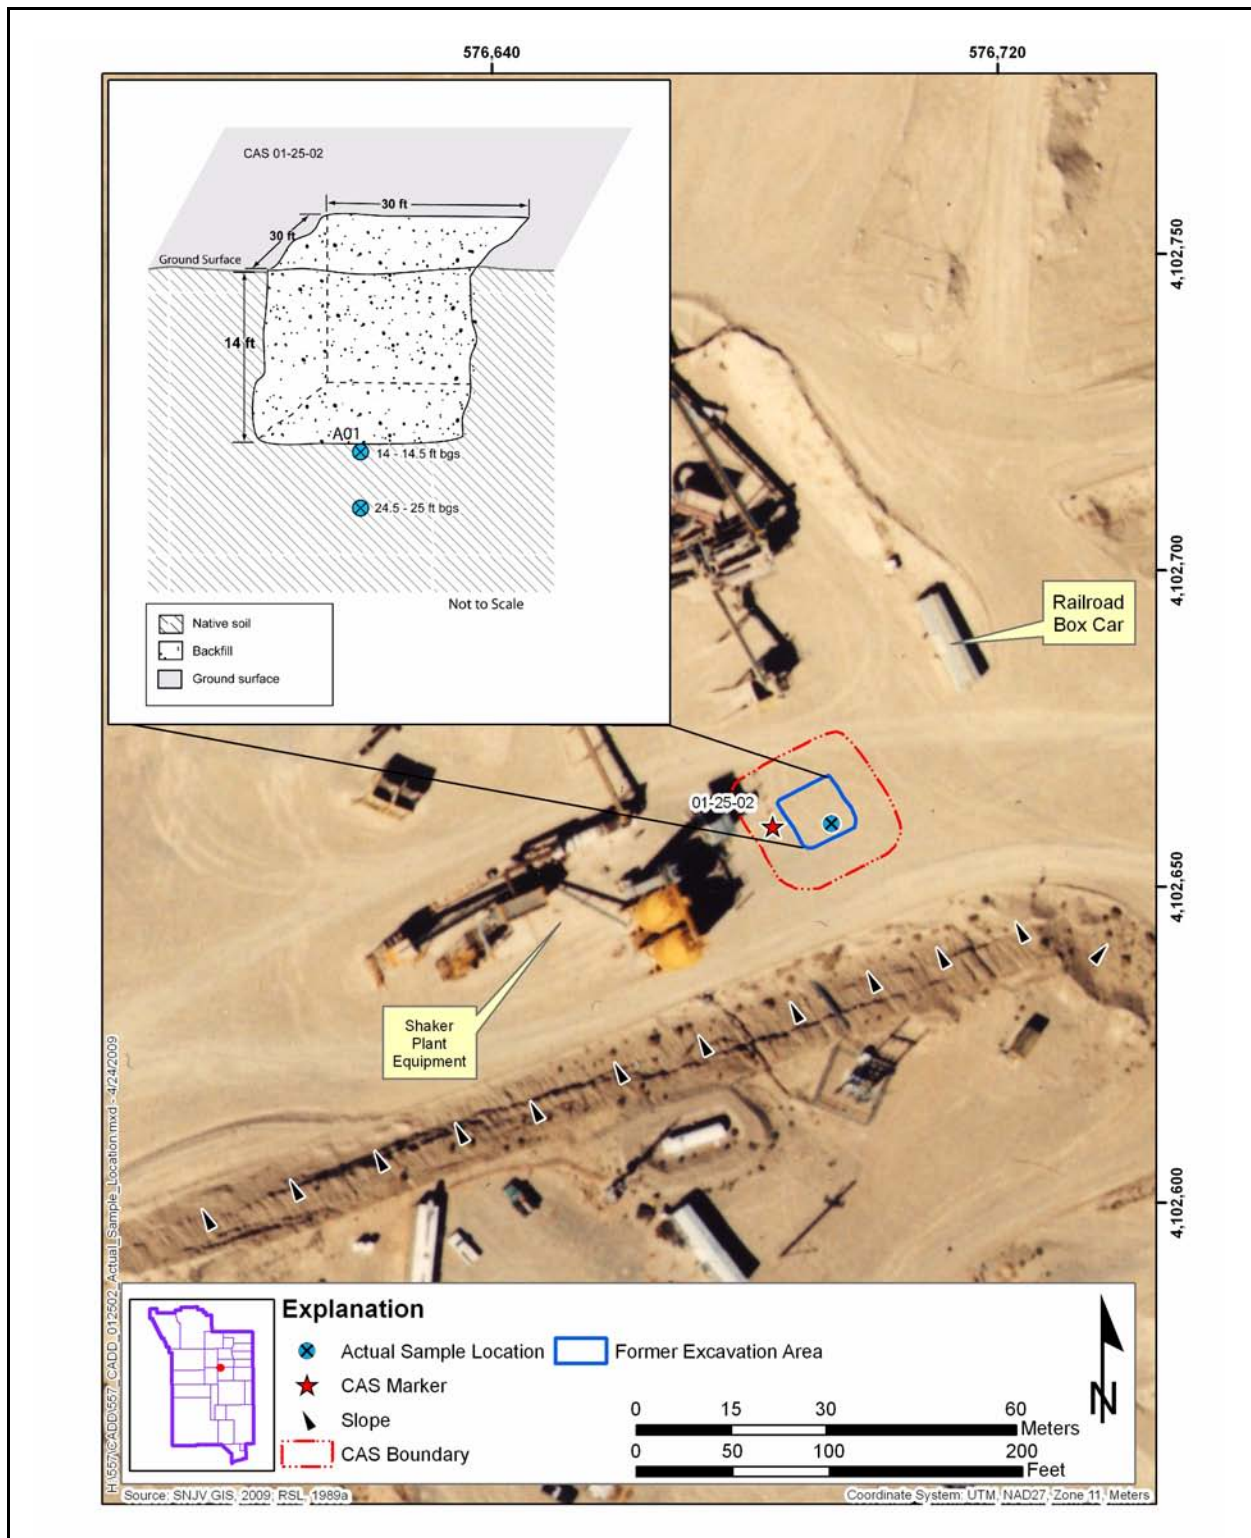 576,640
576,720
CAS 01-25-02
30 ft
30 ft
Ground Surface
14 ft
A01
14 - 14.5 ft bgs
24.5 - 25 ft bgs
Not to Scale
Native soil
Backfill
Ground surface
4,102,750
4,102,700
4,102,650
4,102,600
Railroad
Box Car
01-25-02
Shaker
Plant
Equipment
H:\557\CADD\557_CADD_012502_Actual_Sample_Location.mxd - 4/24/2009
Explanation
Actual Sample Location
Former Excavation Area
CAS Marker
Slope
CAS Boundary
0 15 30 60
Meters
0 50 100 200
Feet
N
Source: SNJV GIS, 2009; RSL, 1989a
Coordinate System: UTM, NAD27, Zone 11, Meters